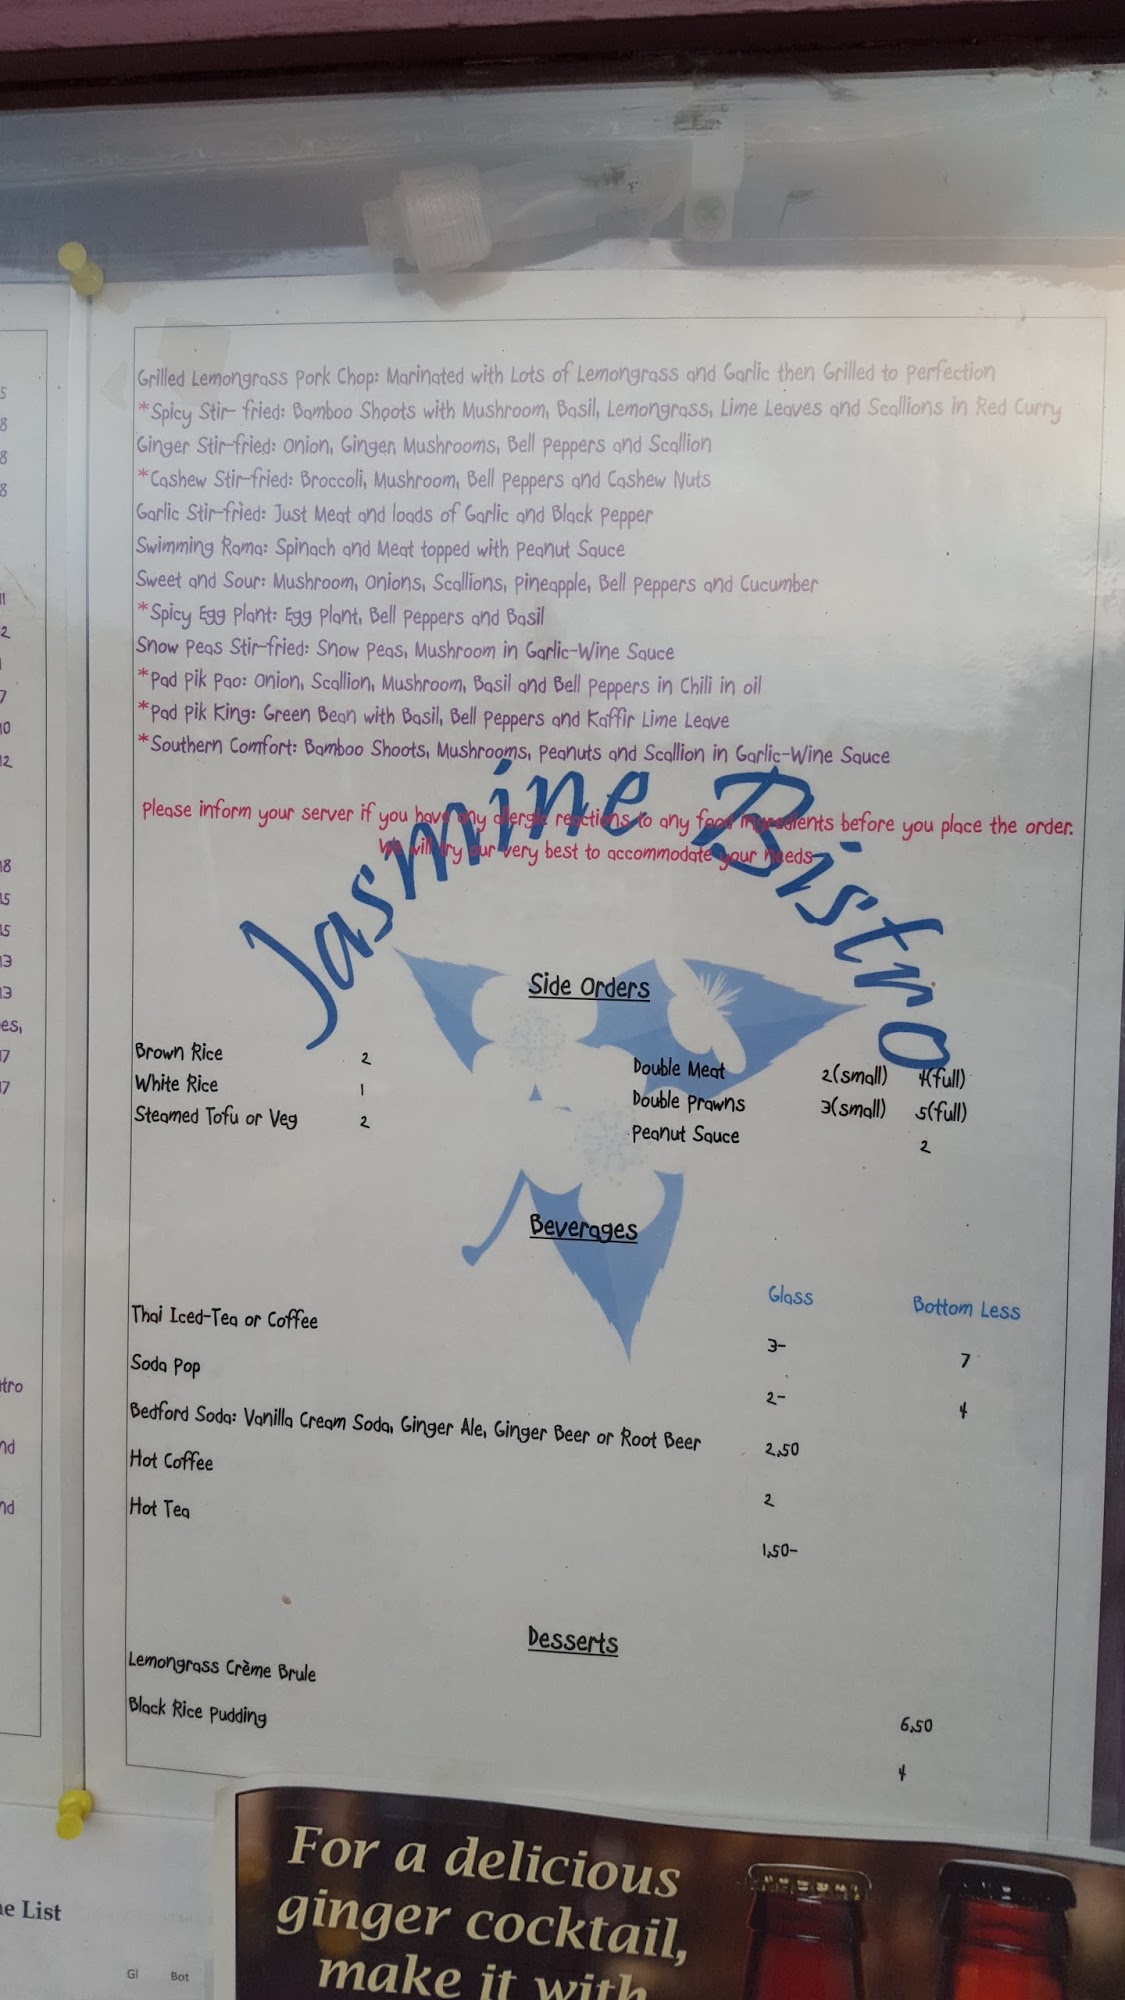 Grilled Lemongrass Pork Chop: Marinated with Lots of Lemongrass and Garlic then Grilled to Perfection
*Spicy Stir- fried: Bamboo Shoots with Mushroom, Basil, Lemongrass, Lime Leaves and Scallions in Red Curry
Ginger Stir-fried: Onion, Ginger, Mushrooms, Bell Peppers and Scallion
*Cashew Stir-fried: Broccoli, Mushroom, Bell Peppers and Cashew Nuts
Garlic Stir-fried: Just Meat and loads of Garlic and Black Pepper
Swimming Rama: Spinach and Meat topped with Peanut Sauce
Sweet and Sour: Mushroom, Onions, Scallions, Pineapple, Bell Peppers and Cucumber
*Spicy Egg Plant: Egg Plant, Bell Peppers and Basil
Snow Peas Stir-fried: Snow Peas, Mushroom in Garlic-Wine Sauce
*Pad Pik Pao: Onion, Scallion, Mushroom, Basil and Bell Peppers in Chili in oil
*Pad Pik King: Green Bean with Basil, Bell Peppers and Kaffir Lime Leave
*Southern Comfort: Bamboo Shoots, Mushrooms, Peanuts and Scallion in Garlic-Wine Sauce
Jasmine Bistro
Please inform your server if you have any allergic reactions to any food ingredients before you place the order.
We will try our very best to accommodate your needs
Side Orders
Brown Rice 2
White Rice 1
Steamed Tofu or Veg 2
Double Meat 2(small) 4(full)
Double Prawns 3(small) 5(full)
Peanut Sauce 2
Beverages
Glass Bottom Less
Thai Iced-Tea or Coffee 3- 7
Soda Pop 2- 4
Bedford Soda: Vanilla Cream Soda, Ginger Ale, Ginger Beer or Root Beer 2.50
Hot Coffee 2
Hot Tea 1.50-
Desserts
Lemongrass Crème Brule 6.50
Black Rice Pudding 4
For a delicious
ginger cocktail,
make it with
List
Gl Bot